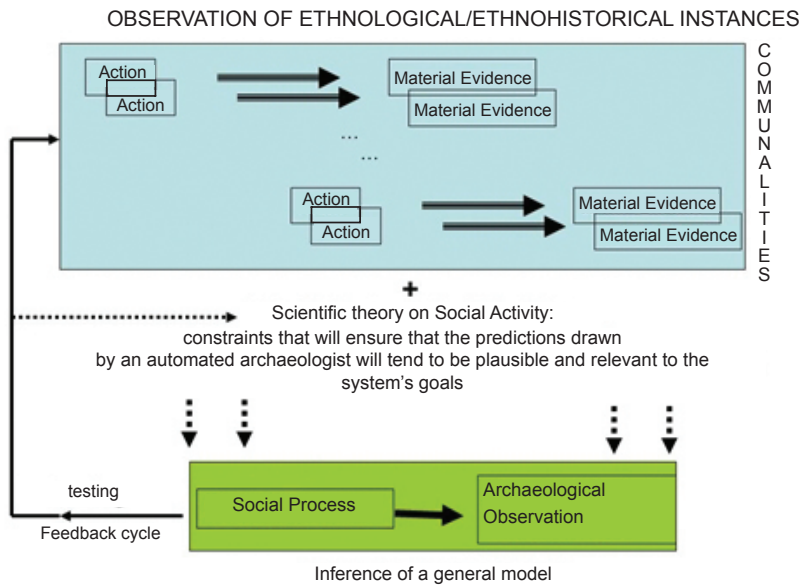 OBSERVATION OF ETHNOLOGICAL/ETHNOHISTORICAL INSTANCES
COMMUNALITIES
Action
Action
Material Evidence
Material Evidence
...
...
Action
Action
Material Evidence
Material Evidence
+
Scientific theory on Social Activity:
constraints that will ensure that the predictions drawn
by an automated archaeologist will tend to be plausible and relevant to the
system's goals
testing
Feedback cycle
Social Process
Archaeological
Observation
Inference of a general model